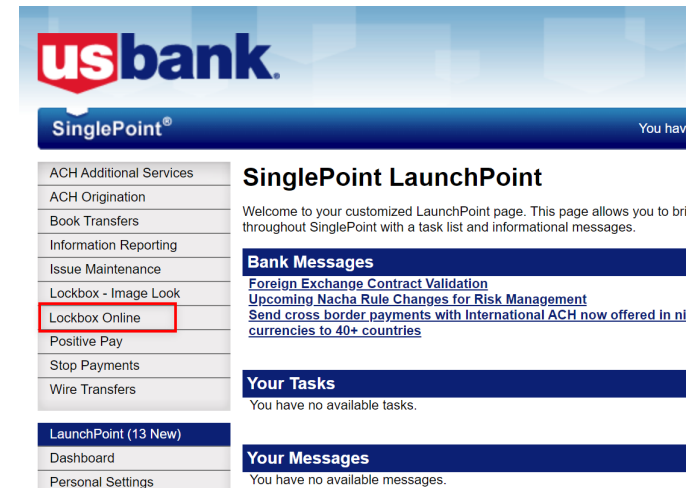 usbank.
SinglePoint®
You hav
ACH Additional Services
ACH Origination
Book Transfers
Information Reporting
Issue Maintenance
Lockbox - Image Look
Lockbox Online
Positive Pay
Stop Payments
Wire Transfers
LaunchPoint (13 New)
Dashboard
Personal Settings
SinglePoint LaunchPoint
Welcome to your customized LaunchPoint page. This page allows you to bri
throughout SinglePoint with a task list and informational messages.
Bank Messages
Foreign Exchange Contract Validation
Upcoming Nacha Rule Changes for Risk Management
Send cross border payments with International ACH now offered in ni
currencies to 40+ countries
Your Tasks
You have no available tasks.
Your Messages
You have no available messages.